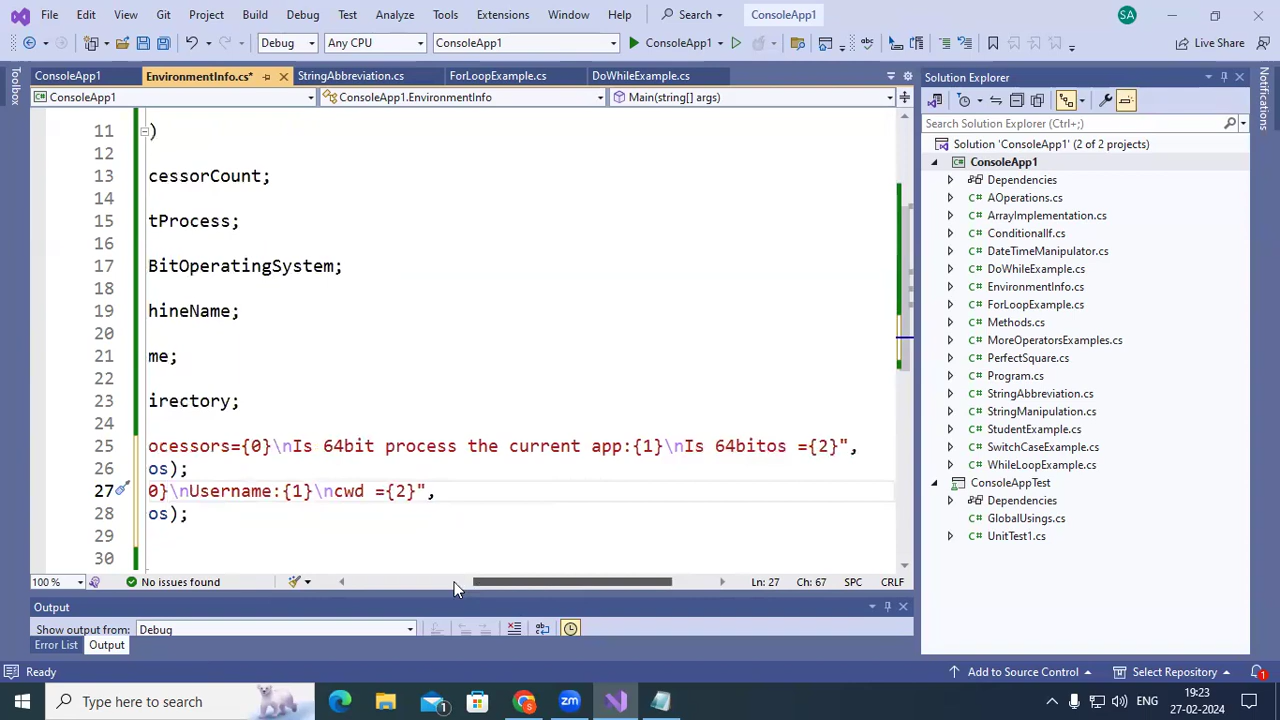 File Edit View Git Project Build Debug Test Analyze Tools Extensions Window Help Search ConsoleApp1 SA
Debug Any CPU ConsoleApp1 ConsoleApp1 Live Share
Toolbox
ConsoleApp1 EnvironmentInfo.cs* StringAbbreviation.cs ForLoopExample.cs DoWhileExample.cs
ConsoleApp1 ConsoleApp1.EnvironmentInfo Main(string[] args)
11 )
12
13 cessorCount;
14
15 tProcess;
16
17 BitOperatingSystem;
18
19 hineName;
20
21 me;
22
23 irectory;
24
25 ocessors={0}\nIs 64bit process the current app:{1}\nIs 64bitos ={2}",
26 os);
27 0}\nUsername:{1}\ncwd ={2}",
28 os);
29
30
100 % No issues found Ln: 27 Ch: 67 SPC CRLF
Output
Show output from: Debug
Error List Output
Solution Explorer
Search Solution Explorer (Ctrl+;)
Solution 'ConsoleApp1' (2 of 2 projects)
ConsoleApp1
Dependencies
C# AOperations.cs
C# ArrayImplementation.cs
C# ConditionalIf.cs
C# DateTimeManipulator.cs
C# DoWhileExample.cs
C# EnvironmentInfo.cs
C# ForLoopExample.cs
C# Methods.cs
C# MoreOperatorsExamples.cs
C# PerfectSquare.cs
C# Program.cs
C# StringAbbreviation.cs
C# StringManipulation.cs
C# StudentExample.cs
C# SwitchCaseExample.cs
C# WhileLoopExample.cs
ConsoleAppTest
Dependencies
C# GlobalUsings.cs
C# UnitTest1.cs
Notifications
Ready Add to Source Control Select Repository 1
Type here to search 1 zm ENG 19:23
27-02-2024